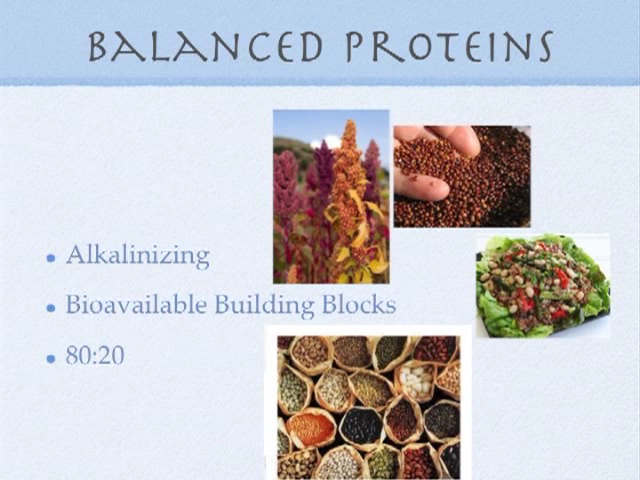 BALANCED PROTEINS
• Alkalinizing
• Bioavailable Building Blocks
• 80:20